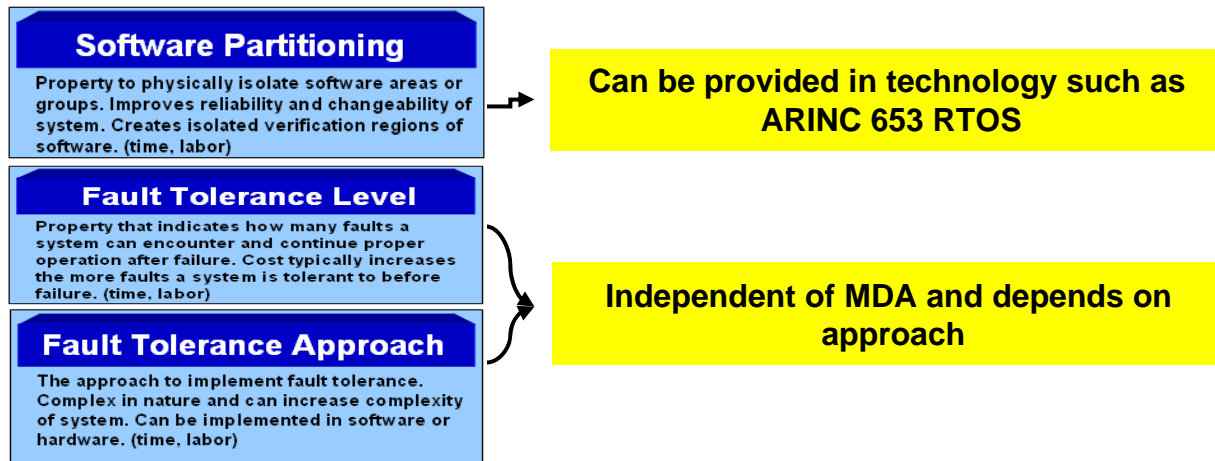 Software Partitioning
Property to physically isolate software areas or
groups. Improves reliability and changeability of
system. Creates isolated verification regions of
software. (time, labor)
Can be provided in technology such as
ARINC 653 RTOS
Fault Tolerance Level
Property that indicates how many faults a
system can encounter and continue proper
operation after failure. Cost typically increases
the more faults a system is tolerant to before
failure. (time, labor)
Fault Tolerance Approach
The approach to implement fault tolerance.
Complex in nature and can increase complexity
of system. Can be implemented in software or
hardware. (time, labor)
Independent of MDA and depends on
approach